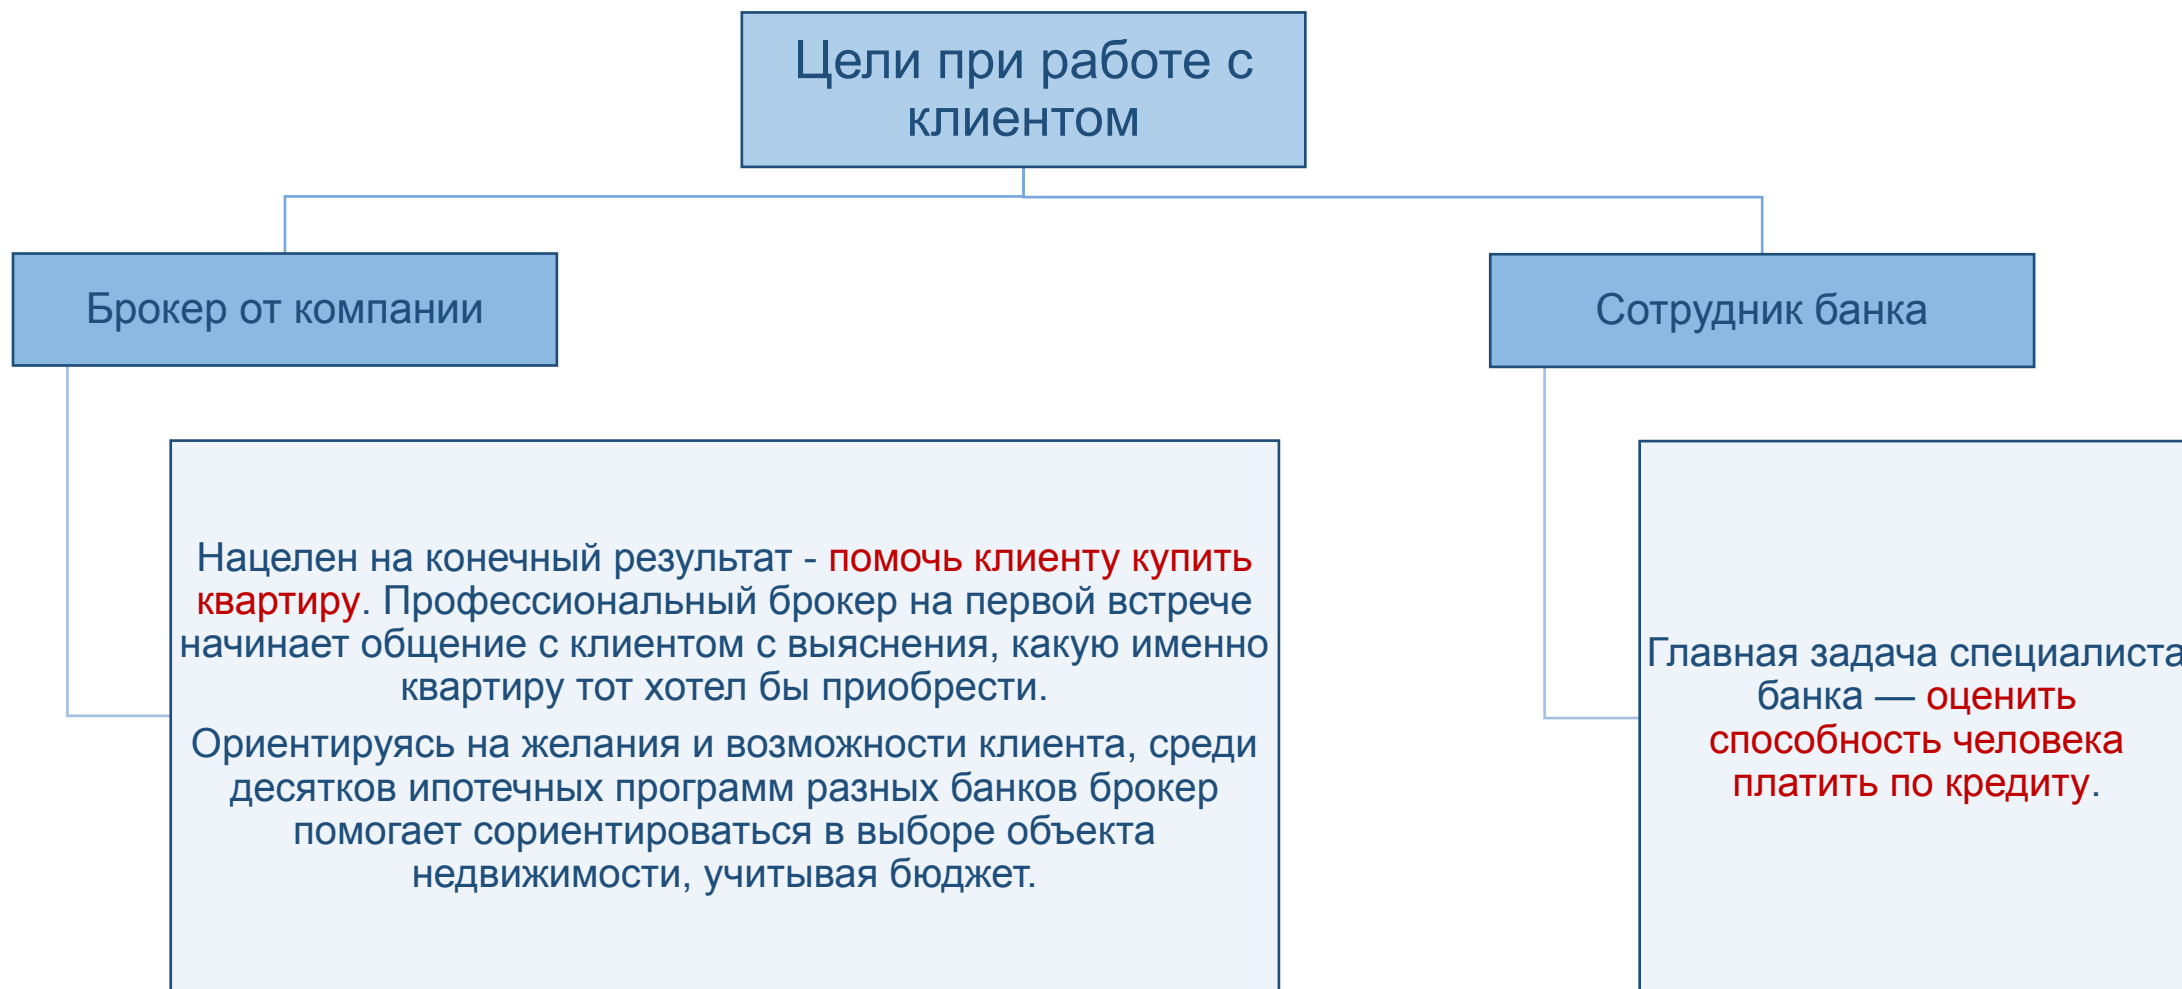 Цели при работе с
клиентом
Брокер от компании
Сотрудник банка
Нацелен на конечный результат - помочь клиенту купить
квартиру. Профессиональный брокер на первой встрече
начинает общение с клиентом с выяснения, какую именно
квартиру тот хотел бы приобрести.
Ориентируясь на желания и возможности клиента, среди
десятков ипотечных программ разных банков брокер
помогает сориентироваться в выборе объекта
недвижимости, учитывая бюджет.
Главная задача специалиста
банка — оценить
способность человека
платить по кредиту.